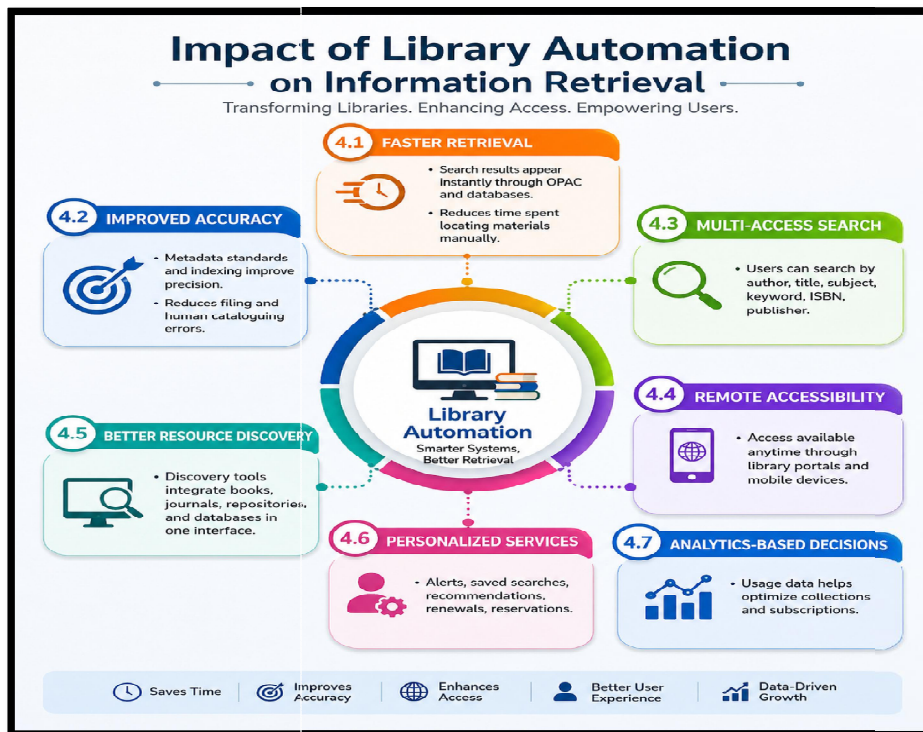 Impact of Library Automation
on Information Retrieval
Transforming Libraries. Enhancing Access. Empowering Users.
4.1 FASTER RETRIEVAL
• Search results appear
Instantly through OPAC
and databases.
• Reduces time spent
locating materials
manually.
4.2 IMPROVED ACCURACY
• Metadata standards
and indexing improve
precision.
• Reduces filing and
human cataloguing
errors.
4.3 MULTI-ACCESS SEARCH
• Users can search by
author, title, subject,
keyword, ISBN,
publisher.
Library
Automation
Smarter Systems,
Better Retrieval
4.4 REMOTE ACCESSIBILITY
• Access available
anytime through
library portals and
mobile devices.
4.5 BETTER RESOURCE DISCOVERY
• Discovery tools
integrate books,
journals, repositories,
and databases in
one interface.
4.6 PERSONALIZED SERVICES
• Alerts, saved searches,
recommendations,
renewals, reservations.
4.7 ANALYTICS-BASED DECISIONS
• Usage data helps
optimize collections
and subscriptions.
Saves Time
Improves
Accuracy
Enhances
Access
Better User
Experience
Data-Driven
Growth